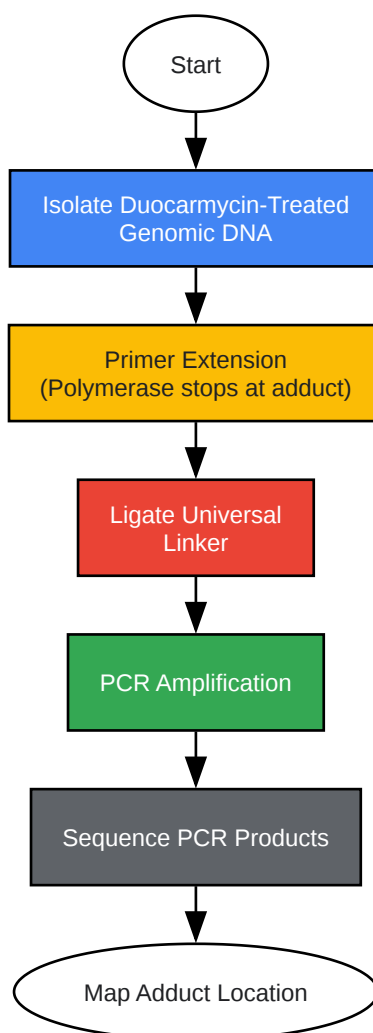 Start
Isolate Duocarmycin-Treated
Genomic DNA
Primer Extension
(Polymerase stops at adduct)
Ligate Universal
Linker
PCR Amplification
Sequence PCR Products
Map Adduct Location